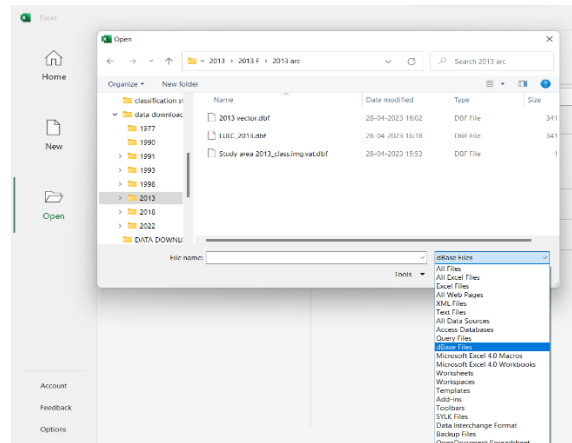 Excel
Open
Home
New
Open
Account
Feedback
Options
2013 › 2013 F › 2013 arc
Search 2013 arc
Organize
New folder
classification st
data downloac
1977
1990
1991
1993
1998
2013
2018
2022
DATA DOWNL
Name Date modified Type Size
2013 vector.dbf 28-04-2023 16:02 DBF File 341
LULC_2013.dbf 28-04-2023 16:18 DBF File 341
Study area 2013_class.img.vat.dbf 28-04-2023 15:53 DBF File 1
File name:
dBase Files
Tools
All Files
All Excel Files
Excel Files
All Web Pages
XML Files
Text Files
All Data Sources
Access Databases
Query Files
dBase Files
Microsoft Excel 4.0 Macros
Microsoft Excel 4.0 Workbooks
Worksheets
Workspaces
Templates
Add-ins
Toolbars
SYLK Files
Data Interchange Format
Backup Files
OpenDocument Spreadsheet